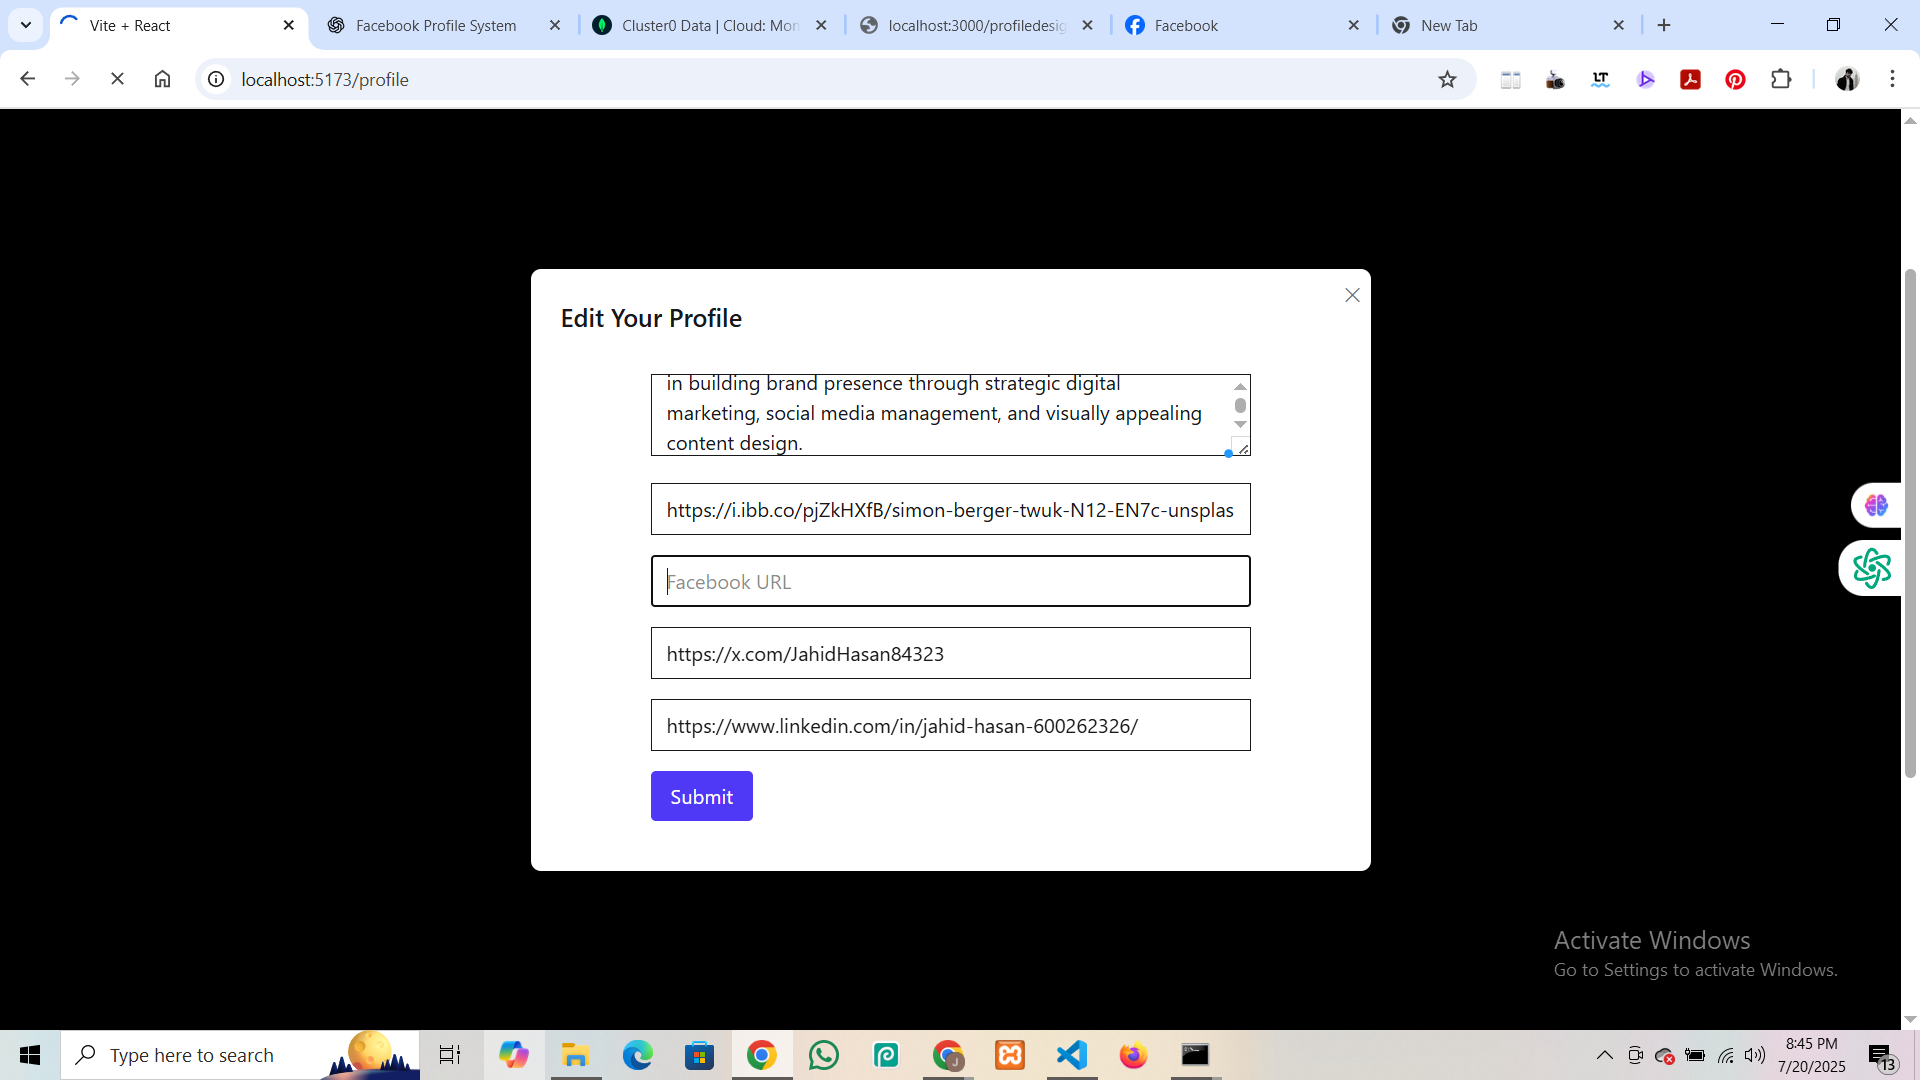 Vite + React
Facebook Profile System
Cluster0 Data | Cloud: Mon
localhost:3000/profiledesig
Facebook
New Tab
localhost:5173/profile
LT
Edit Your Profile
in building brand presence through strategic digital
marketing, social media management, and visually appealing
content design.
https://i.ibb.co/pjZkHXfB/simon-berger-twuk-N12-EN7c-unsplas
Facebook URL
https://x.com/JahidHasan84323
https://www.linkedin.com/in/jahid-hasan-600262326/
Submit
Activate Windows
Go to Settings to activate Windows.
Type here to search
8:45 PM
7/20/2025
13